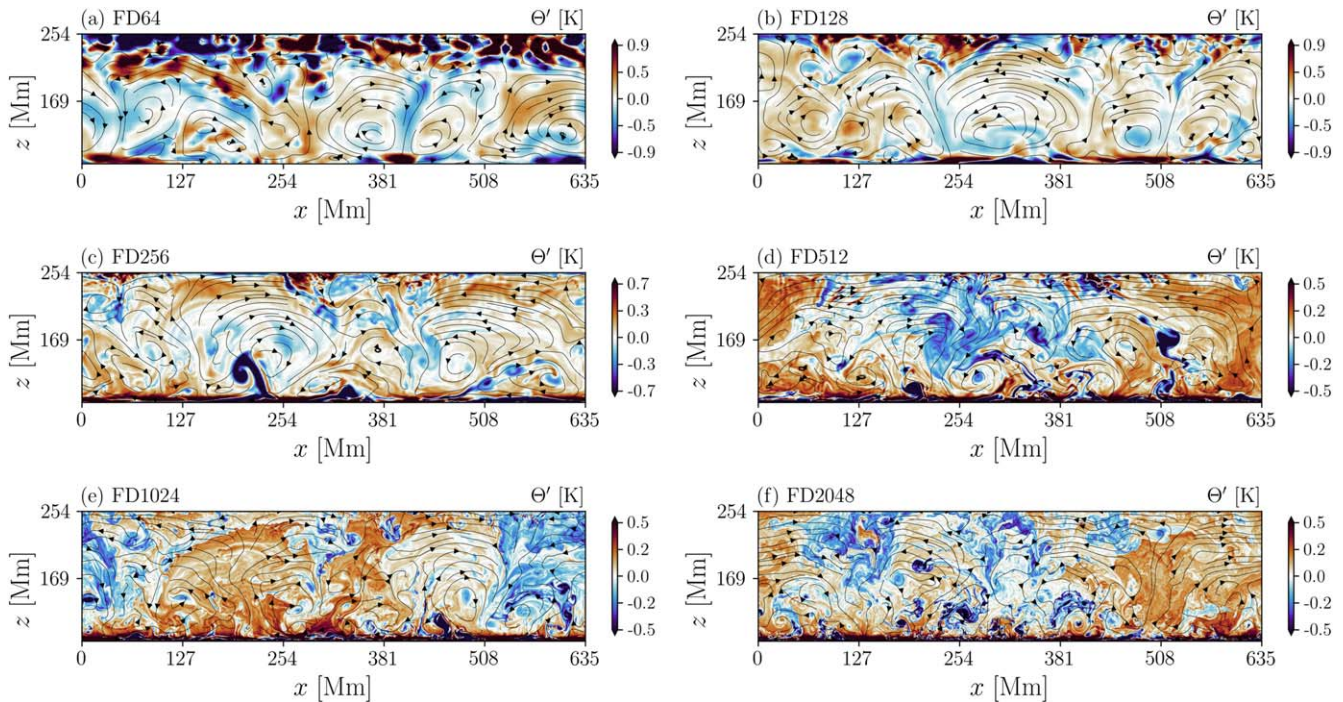 (a) FD64 Θ′ [K]
254
169
z [Mm]
0 127 254 381 508 635
x [Mm]
0.9
0.5
0.0
-0.5
-0.9
(b) FD128 Θ′ [K]
254
169
z [Mm]
0 127 254 381 508 635
x [Mm]
0.9
0.5
0.0
-0.5
-0.9
(c) FD256 Θ′ [K]
254
169
z [Mm]
0 127 254 381 508 635
x [Mm]
0.7
0.3
0.0
-0.3
-0.7
(d) FD512 Θ′ [K]
254
169
z [Mm]
0 127 254 381 508 635
x [Mm]
0.5
0.2
0.0
-0.2
-0.5
(e) FD1024 Θ′ [K]
254
169
z [Mm]
0 127 254 381 508 635
x [Mm]
0.5
0.2
0.0
-0.2
-0.5
(f) FD2048 Θ′ [K]
254
169
z [Mm]
0 127 254 381 508 635
x [Mm]
0.5
0.2
0.0
-0.2
-0.5